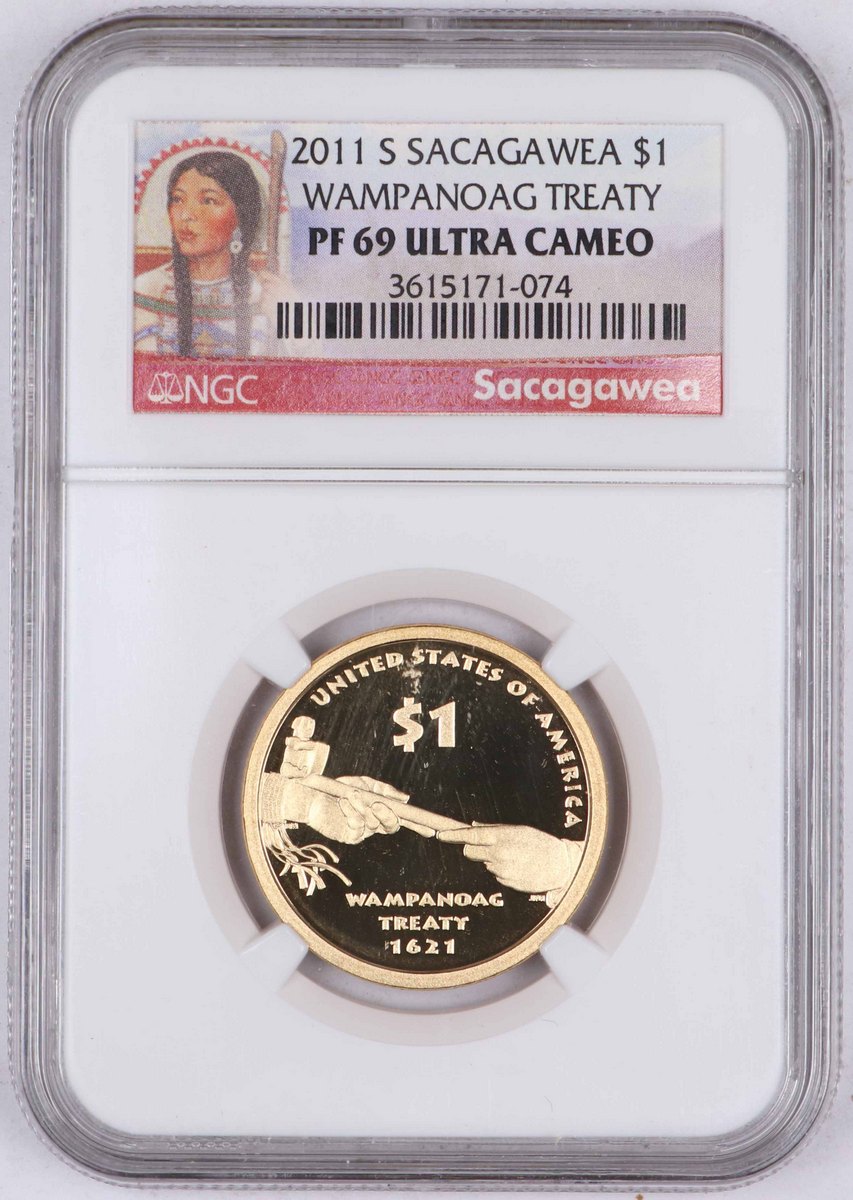 2011 S SACAGAWEA $1
WAMPANOAG TREATY
PF 69 ULTRA CAMEO
3615171-074
NGC
Sacagawea
UNITED STATES OF AMERICA
$1
WAMPANOAG
TREATY
1621